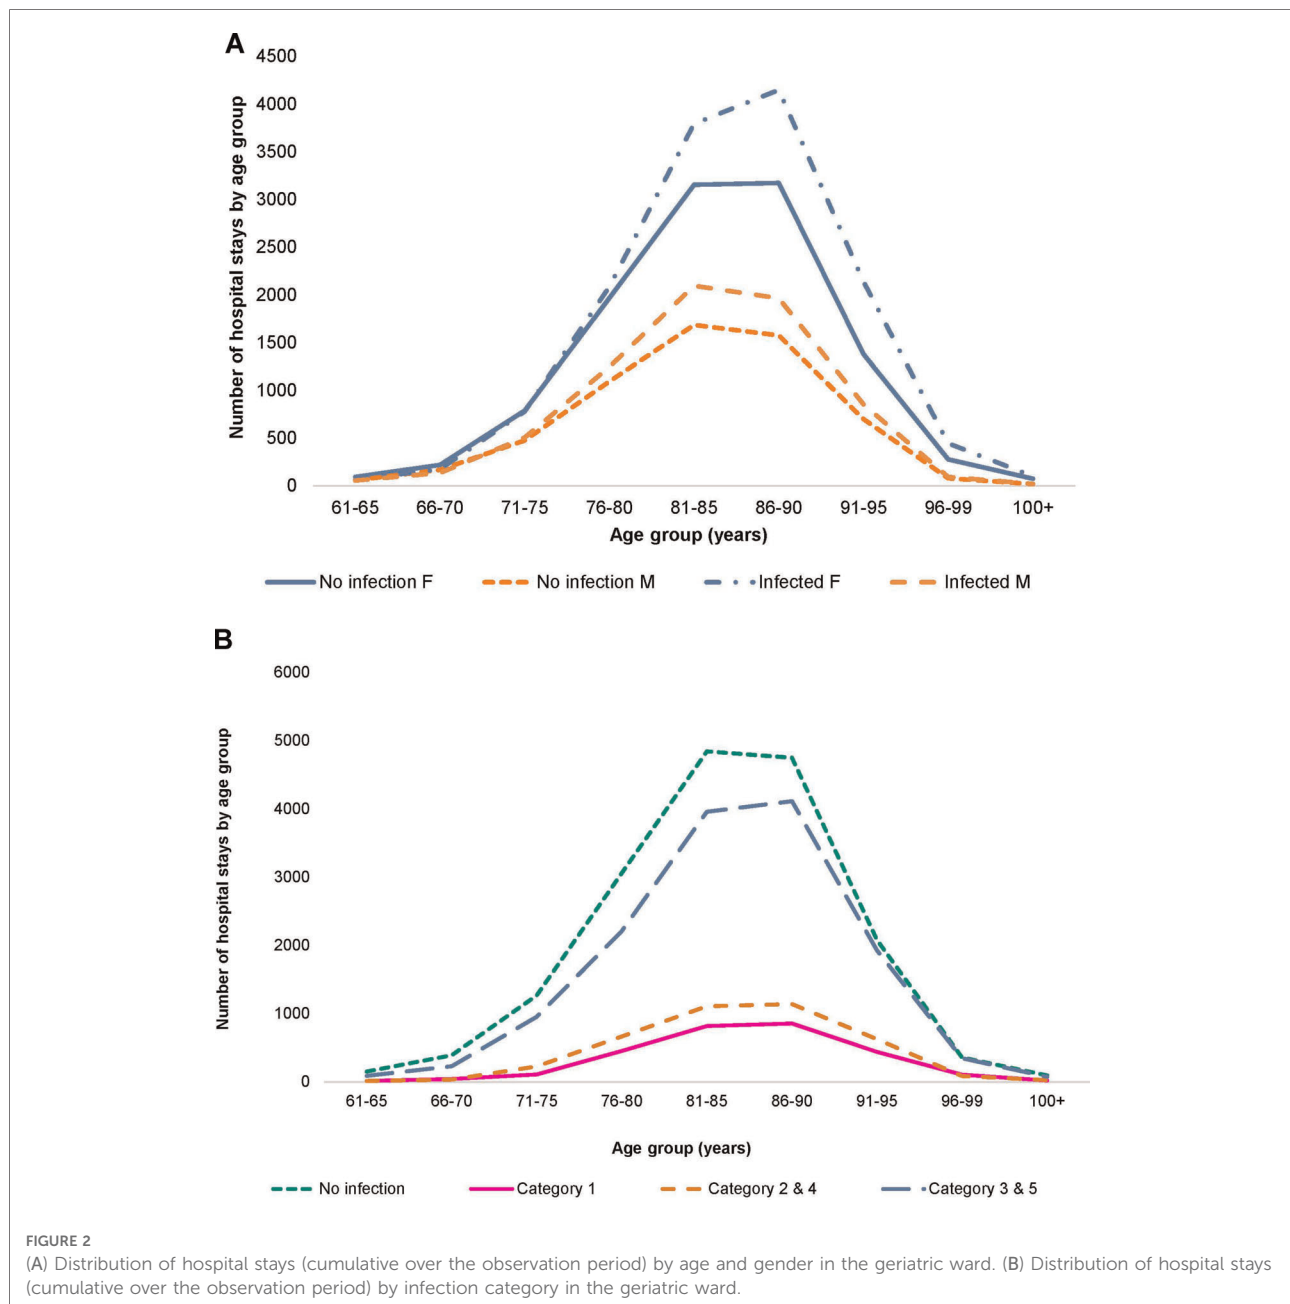 A
Number of hospital stays by age group
4500
4000
3500
3000
2500
2000
1500
1000
500
0
61-65 66-70 71-75 76-80 81-85 86-90 91-95 96-99 100+
Age group (years)
No infection F No infection M Infected F Infected M
B
Number of hospital stays by age group
6000
5000
4000
3000
2000
1000
0
61-65 66-70 71-75 76-80 81-85 86-90 91-95 96-99 100+
Age group (years)
No infection Category 1 Category 2 & 4 Category 3 & 5
FIGURE 2
(A) Distribution of hospital stays (cumulative over the observation period) by age and gender in the geriatric ward. (B) Distribution of hospital stays
(cumulative over the observation period) by infection category in the geriatric ward.